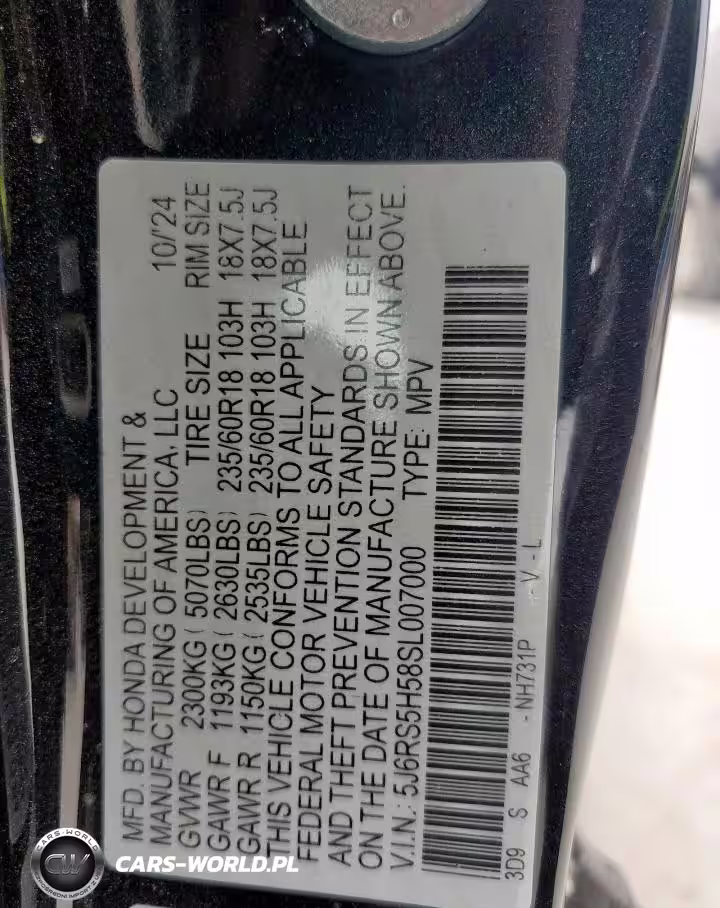 MFD. BY HONDA DEVELOPMENT & 10/'24
MANUFACTURING OF AMERICA, LLC
GVWR 2300KG ( 5070LBS) TIRE SIZE RIM SIZE
GAWR F 1193KG ( 2630LBS) 235/60R18 103H 18X7.5J
GAWR R 1150KG ( 2535LBS) 235/60R18 103H 18X7.5J
THIS VEHICLE CONFORMS TO ALL APPLICABLE
FEDERAL MOTOR VEHICLE SAFETY
AND THEFT PREVENTION STANDARDS IN EFFECT
ON THE DATE OF MANUFACTURE SHOWN ABOVE.
V.I.N.: 5J6RS5H58SL007000 TYPE: MPV
3D9 S AA6 - NH731P - V - L
CARS-WORLD
CW
CARS-WORLD.PL